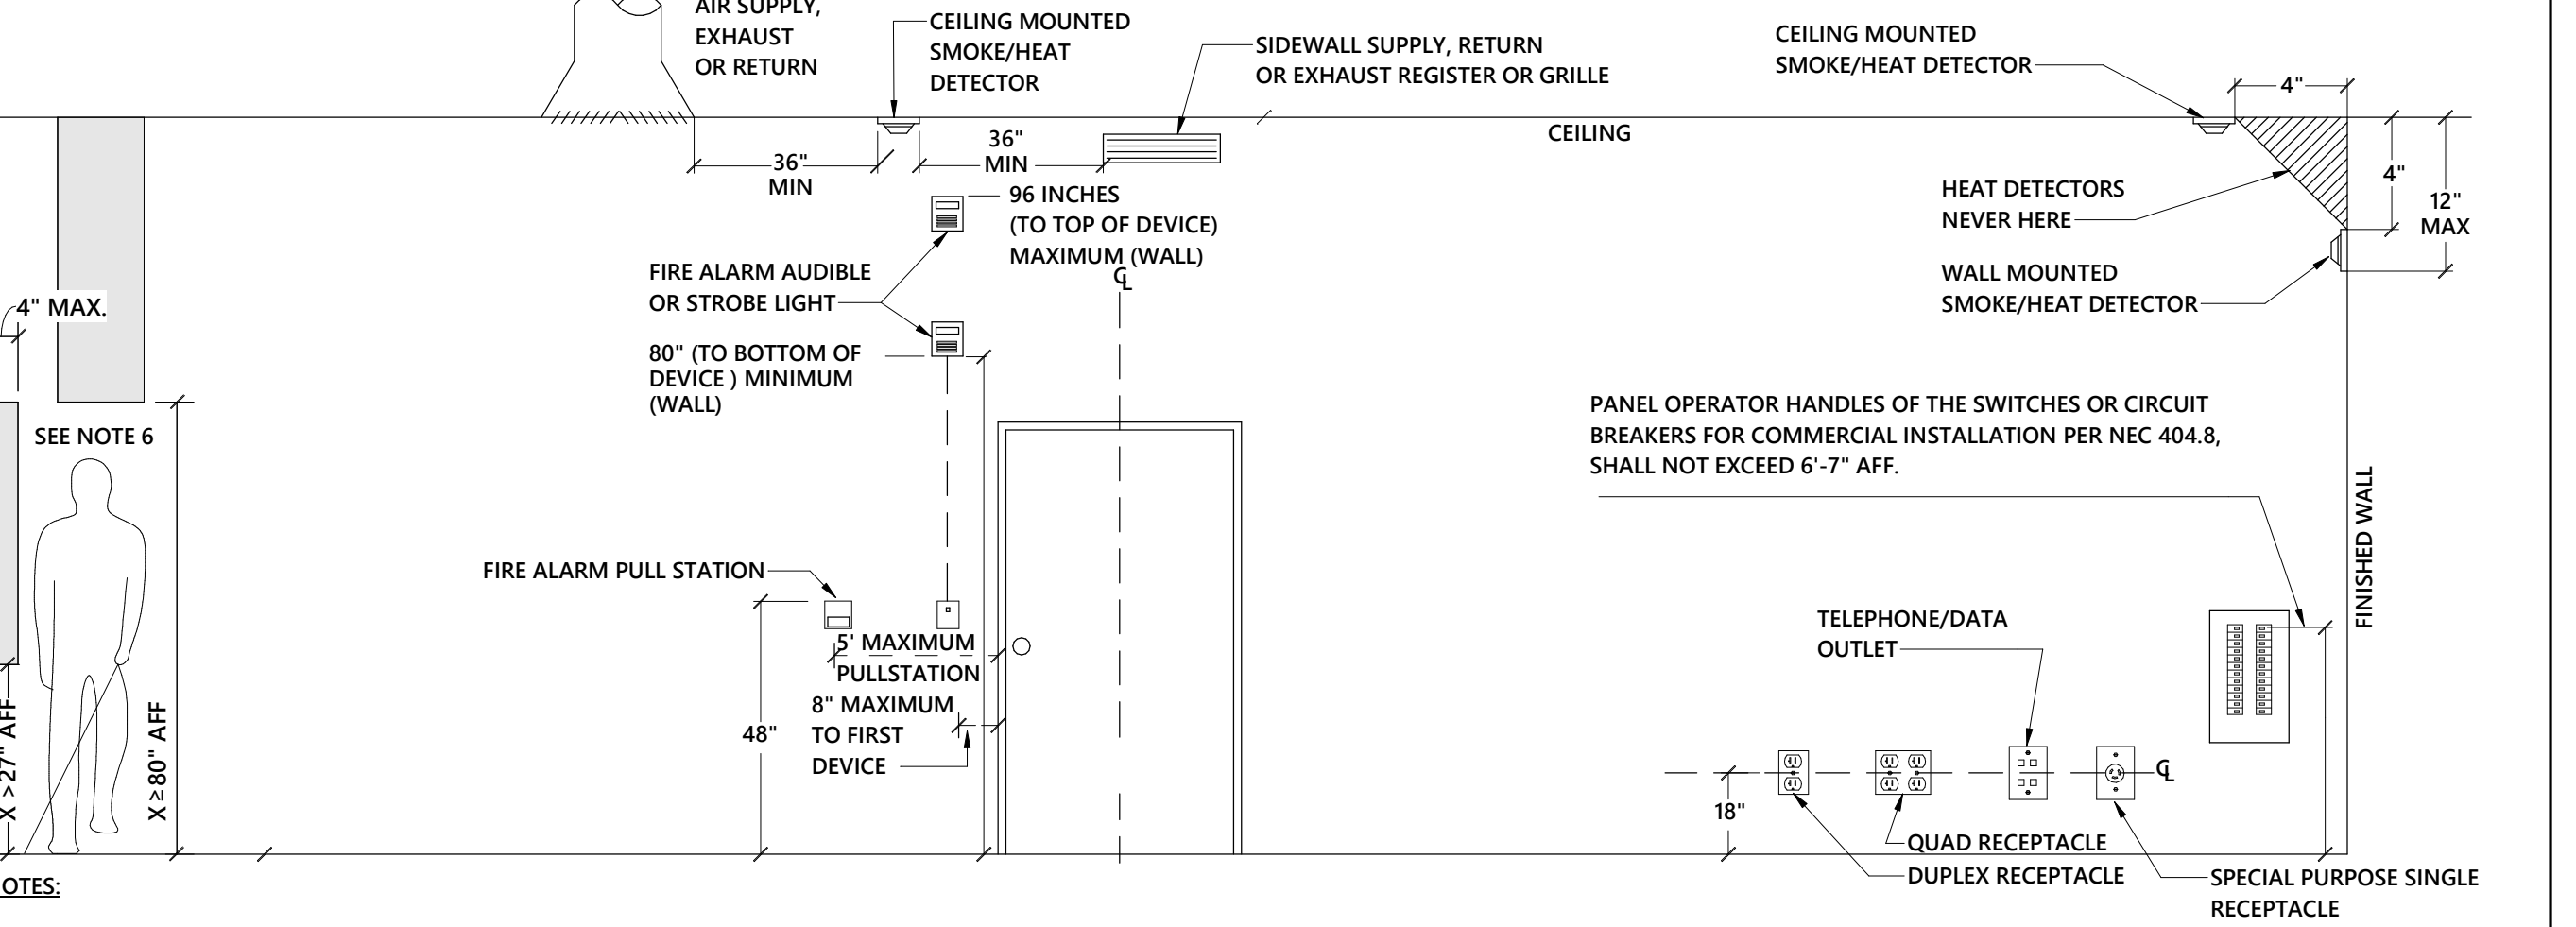 AIR SUPPLY,
EXHAUST
OR RETURN
CEILING MOUNTED
SMOKE/HEAT
DETECTOR
SIDEWALL SUPPLY, RETURN
OR EXHAUST REGISTER OR GRILLE
CEILING MOUNTED
SMOKE/HEAT DETECTOR
4"
CEILING
36"
MIN
36"
MIN
4"
12"
MAX
HEAT DETECTORS
NEVER HERE
96 INCHES
(TO TOP OF DEVICE)
MAXIMUM (WALL)
℄
FIRE ALARM AUDIBLE
OR STROBE LIGHT
WALL MOUNTED
SMOKE/HEAT DETECTOR
4" MAX.
80" (TO BOTTOM OF
DEVICE ) MINIMUM
(WALL)
SEE NOTE 6
PANEL OPERATOR HANDLES OF THE SWITCHES OR CIRCUIT
BREAKERS FOR COMMERCIAL INSTALLATION PER NEC 404.8,
SHALL NOT EXCEED 6'-7" AFF.
FINISHED WALL
FIRE ALARM PULL STATION
5' MAXIMUM
PULLSTATION
8" MAXIMUM
TO FIRST
DEVICE
48"
TELEPHONE/DATA
OUTLET
X >27" AFF
X ≥80" AFF
℄
18"
QUAD RECEPTACLE
DUPLEX RECEPTACLE
SPECIAL PURPOSE SINGLE
RECEPTACLE
OTES: